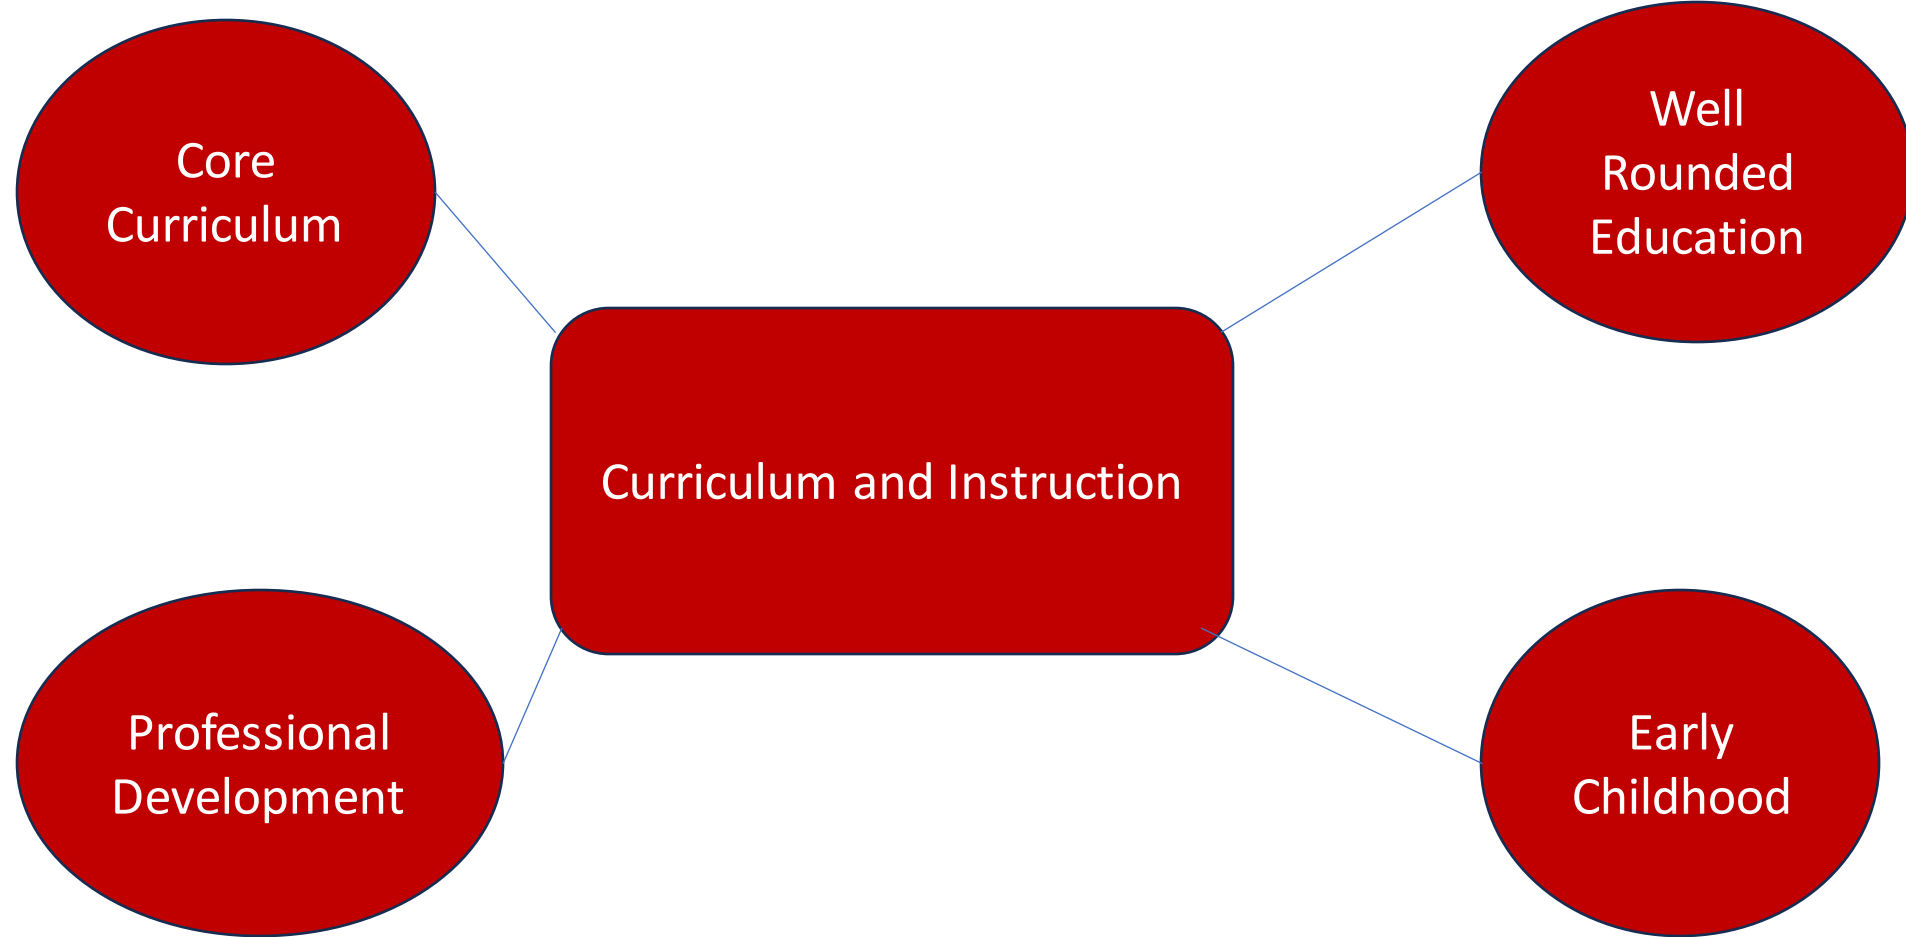 Core
Curriculum
Well
Rounded
Education
Curriculum and Instruction
Professional
Development
Early
Childhood